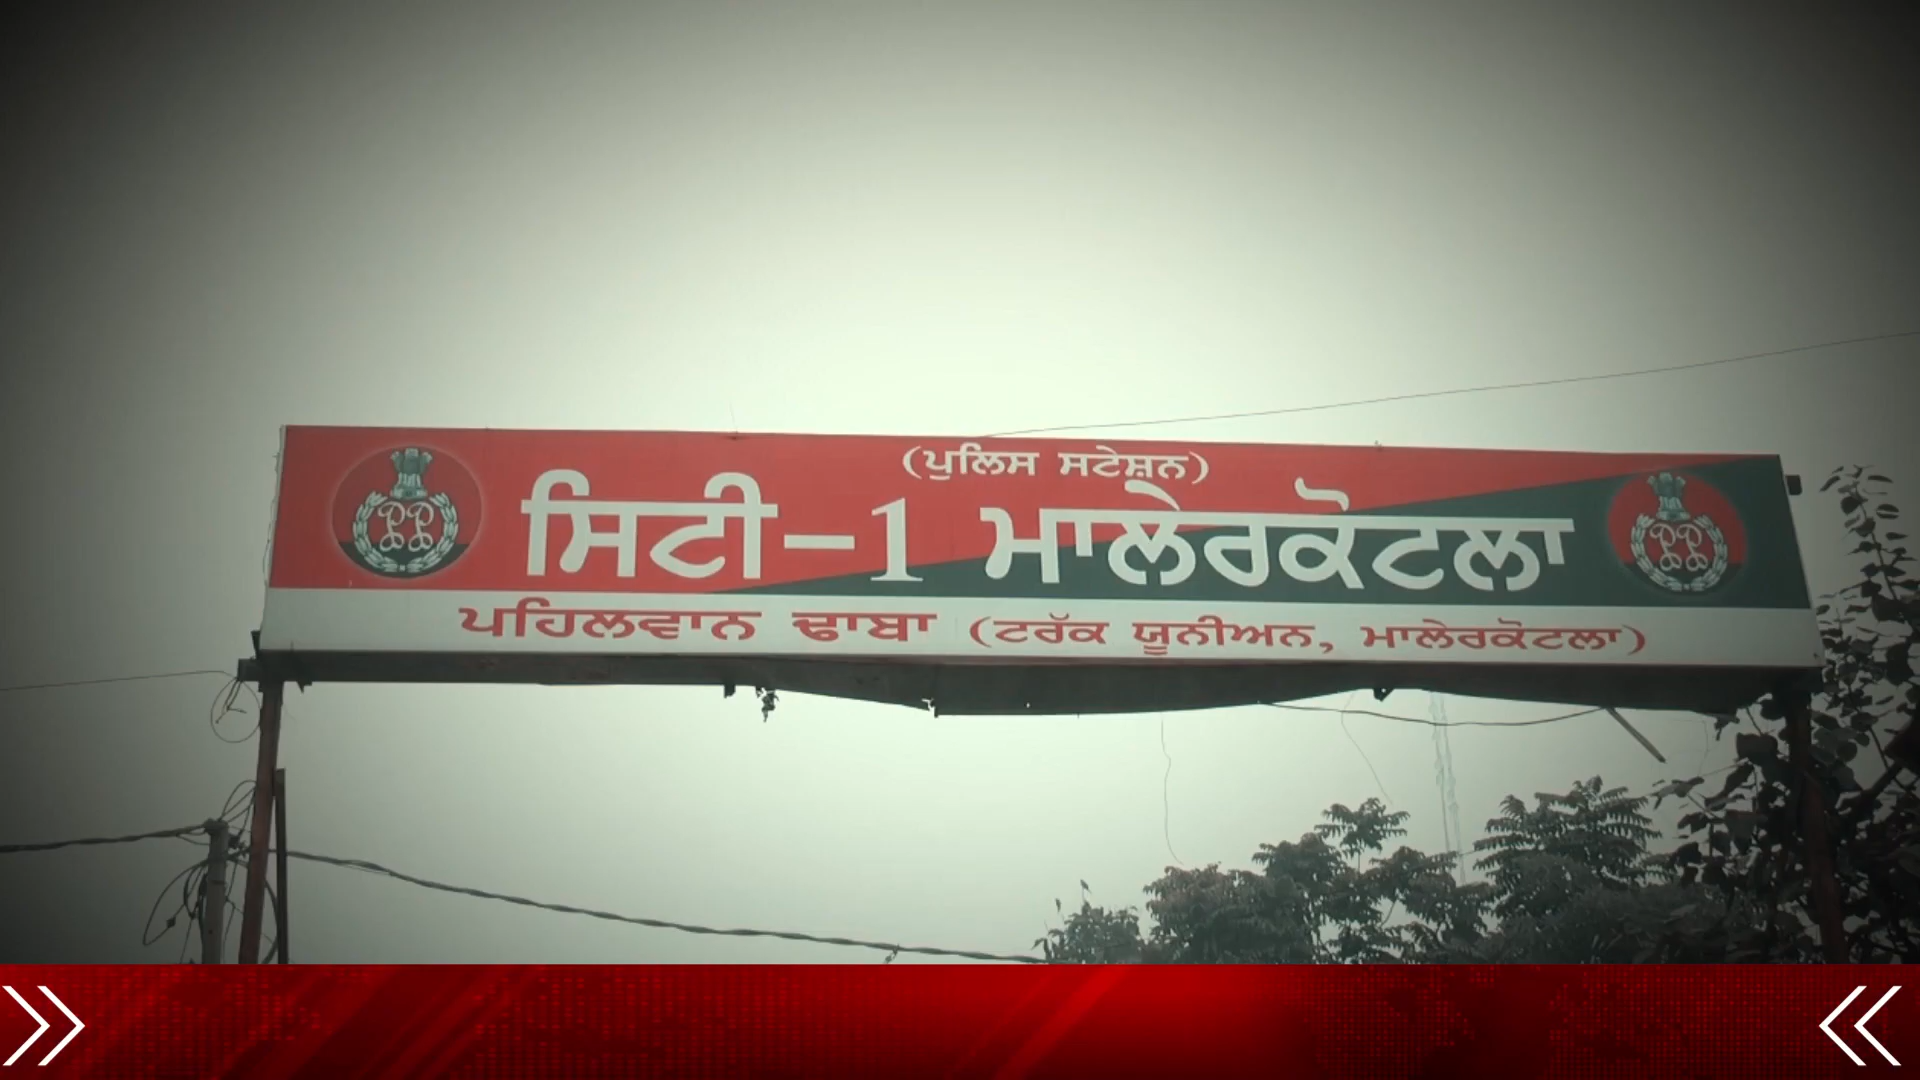 (ਪੁਲਿਸ ਸਟੇਸ਼ਨ)
ਸਿਟੀ-1 ਮਾਲੇਰਕੋਟਲਾ
ਪਹਿਲਵਾਨ ਢਾਬਾ (ਟਰੱਕ ਯੂਨੀਅਨ, ਮਾਲੇਰਕੋਟਲਾ)